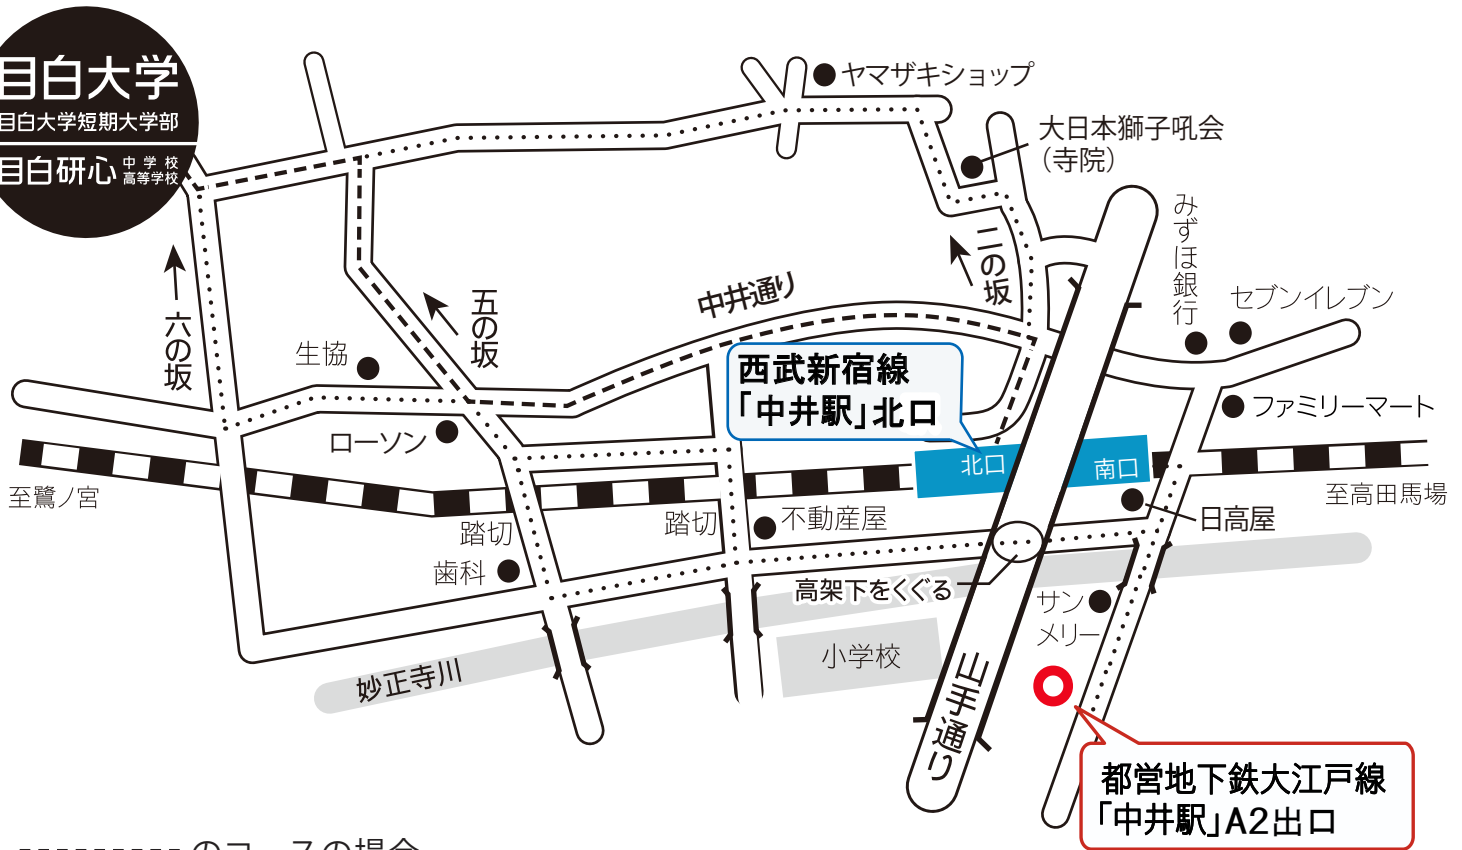 目白大学
目白大学短期大学部
目白研心 中学校
高等学校
ヤマザキショップ
大日本獅子吼会
（寺院）
みずほ銀行
セブンイレブン
二の坂
中井通り
五の坂
六の坂
生協
西武新宿線
「中井駅」北口
ファミリーマート
ローソン
北口
南口
至鷺ノ宮
至高田馬場
踏切
踏切
不動産屋
日高屋
歯科
高架下をくぐる
サン
メリー
小学校
妙正寺川
山手通り
都営地下鉄大江戸線
「中井駅」A2出口
のコースの場合